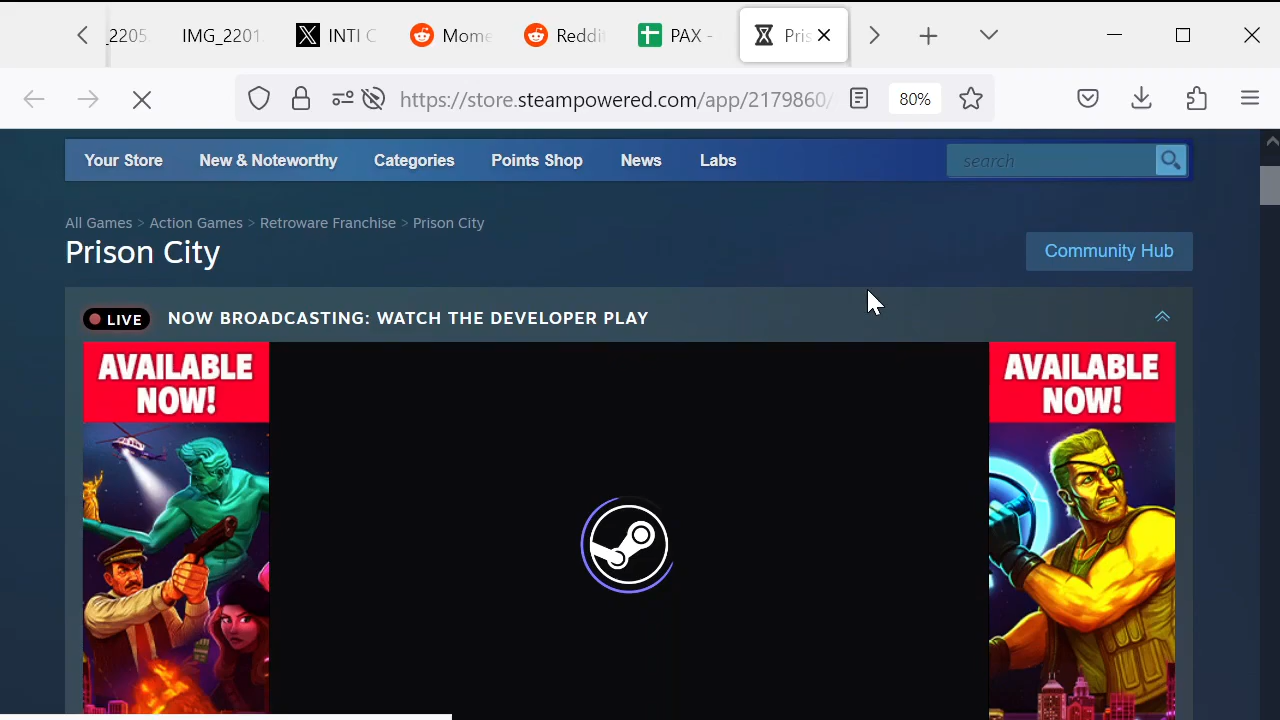 _2205.
IMG_2201.
INTI C
Mome
Reddi
PAX -
Pris
https://store.steampowered.com/app/2179860/
80%
Your Store
New & Noteworthy
Categories
Points Shop
News
Labs
search
All Games > Action Games > Retroware Franchise > Prison City
Prison City
Community Hub
LIVE
NOW BROADCASTING: WATCH THE DEVELOPER PLAY
AVAILABLE
NOW!
AVAILABLE
NOW!